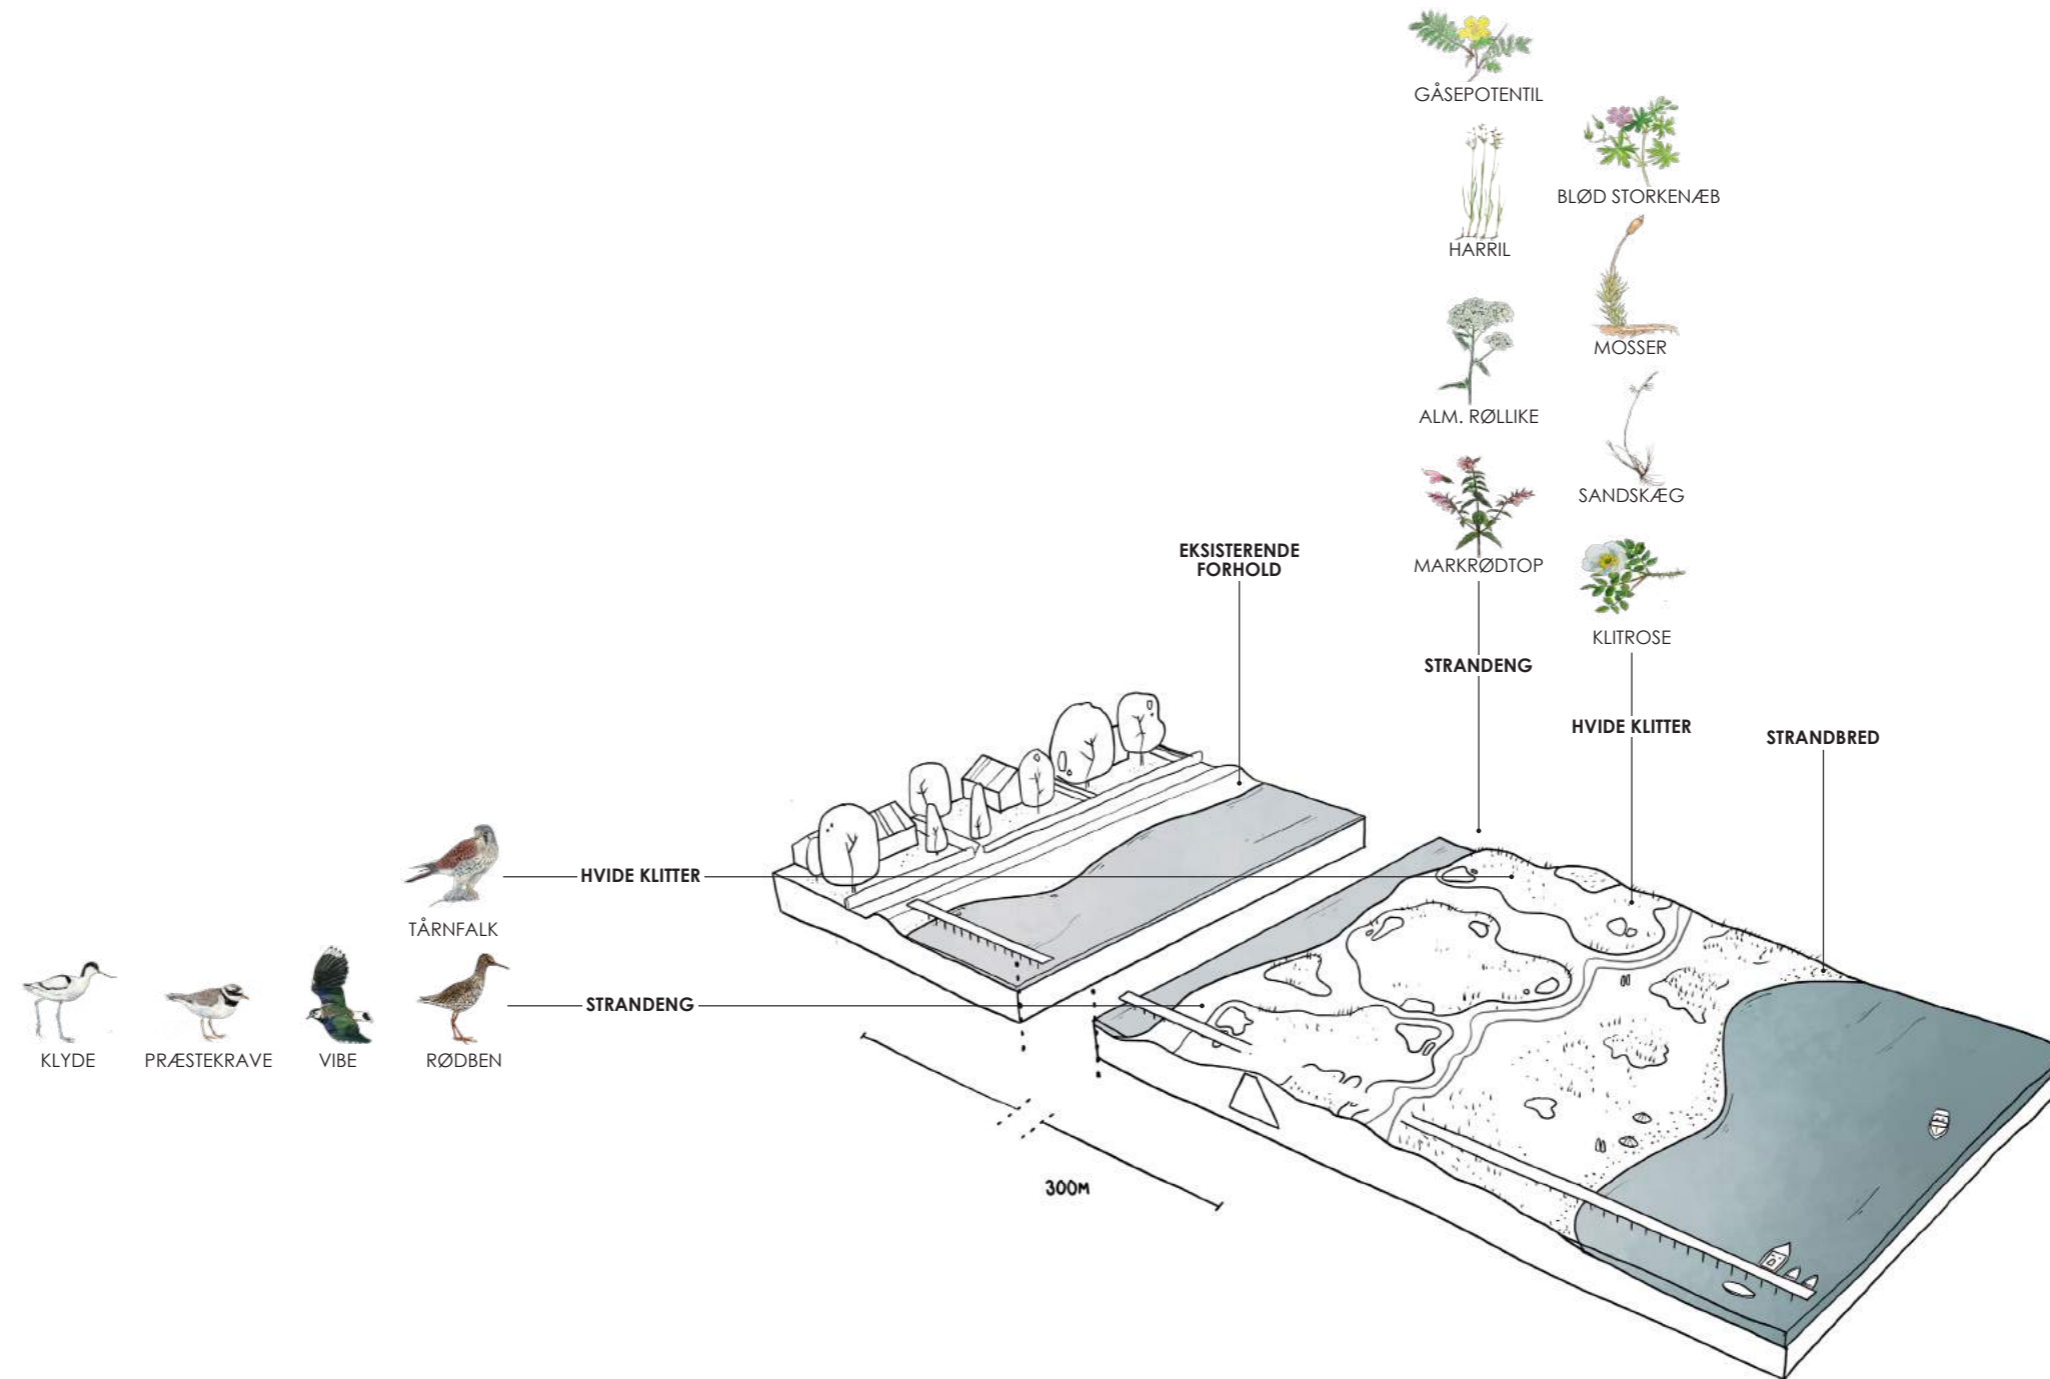 GÅSEPOTENTIL
BLØD STORKENÆB
HARRIL
MOSSER
ALM. RØLLIKE
SANDSKÆG
EKSISTERENDE
FORHOLD
MARKRØDTOP
KLITROSE
STRANDENG
HVIDE KLITTER
STRANDBRED
HVIDE KLITTER
TÅRNFALK
STRANDENG
KLYDE
PRÆSTEKRAVE
VIBE
RØDBEN
300M